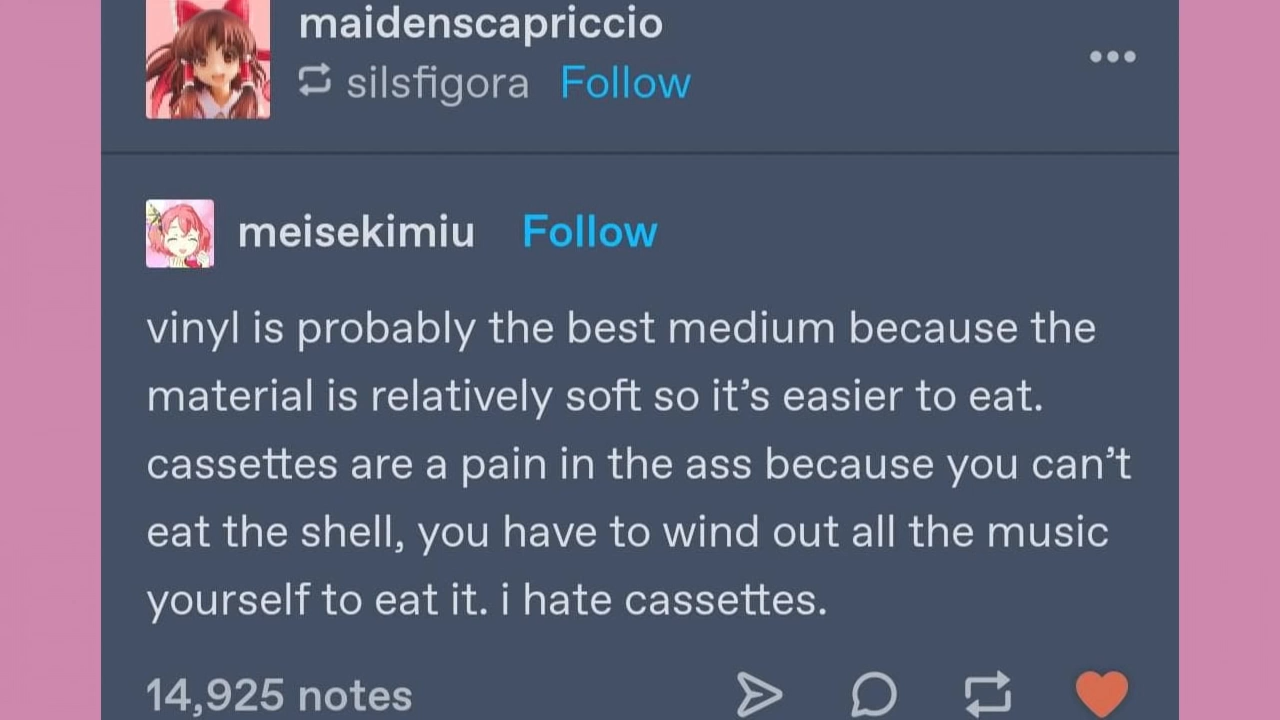 maidenscapriccio
silsfigora Follow
meisekimiu Follow
vinyl is probably the best medium because the
material is relatively soft so it’s easier to eat.
cassettes are a pain in the ass because you can’t
eat the shell, you have to wind out all the music
yourself to eat it. i hate cassettes.
14,925 notes